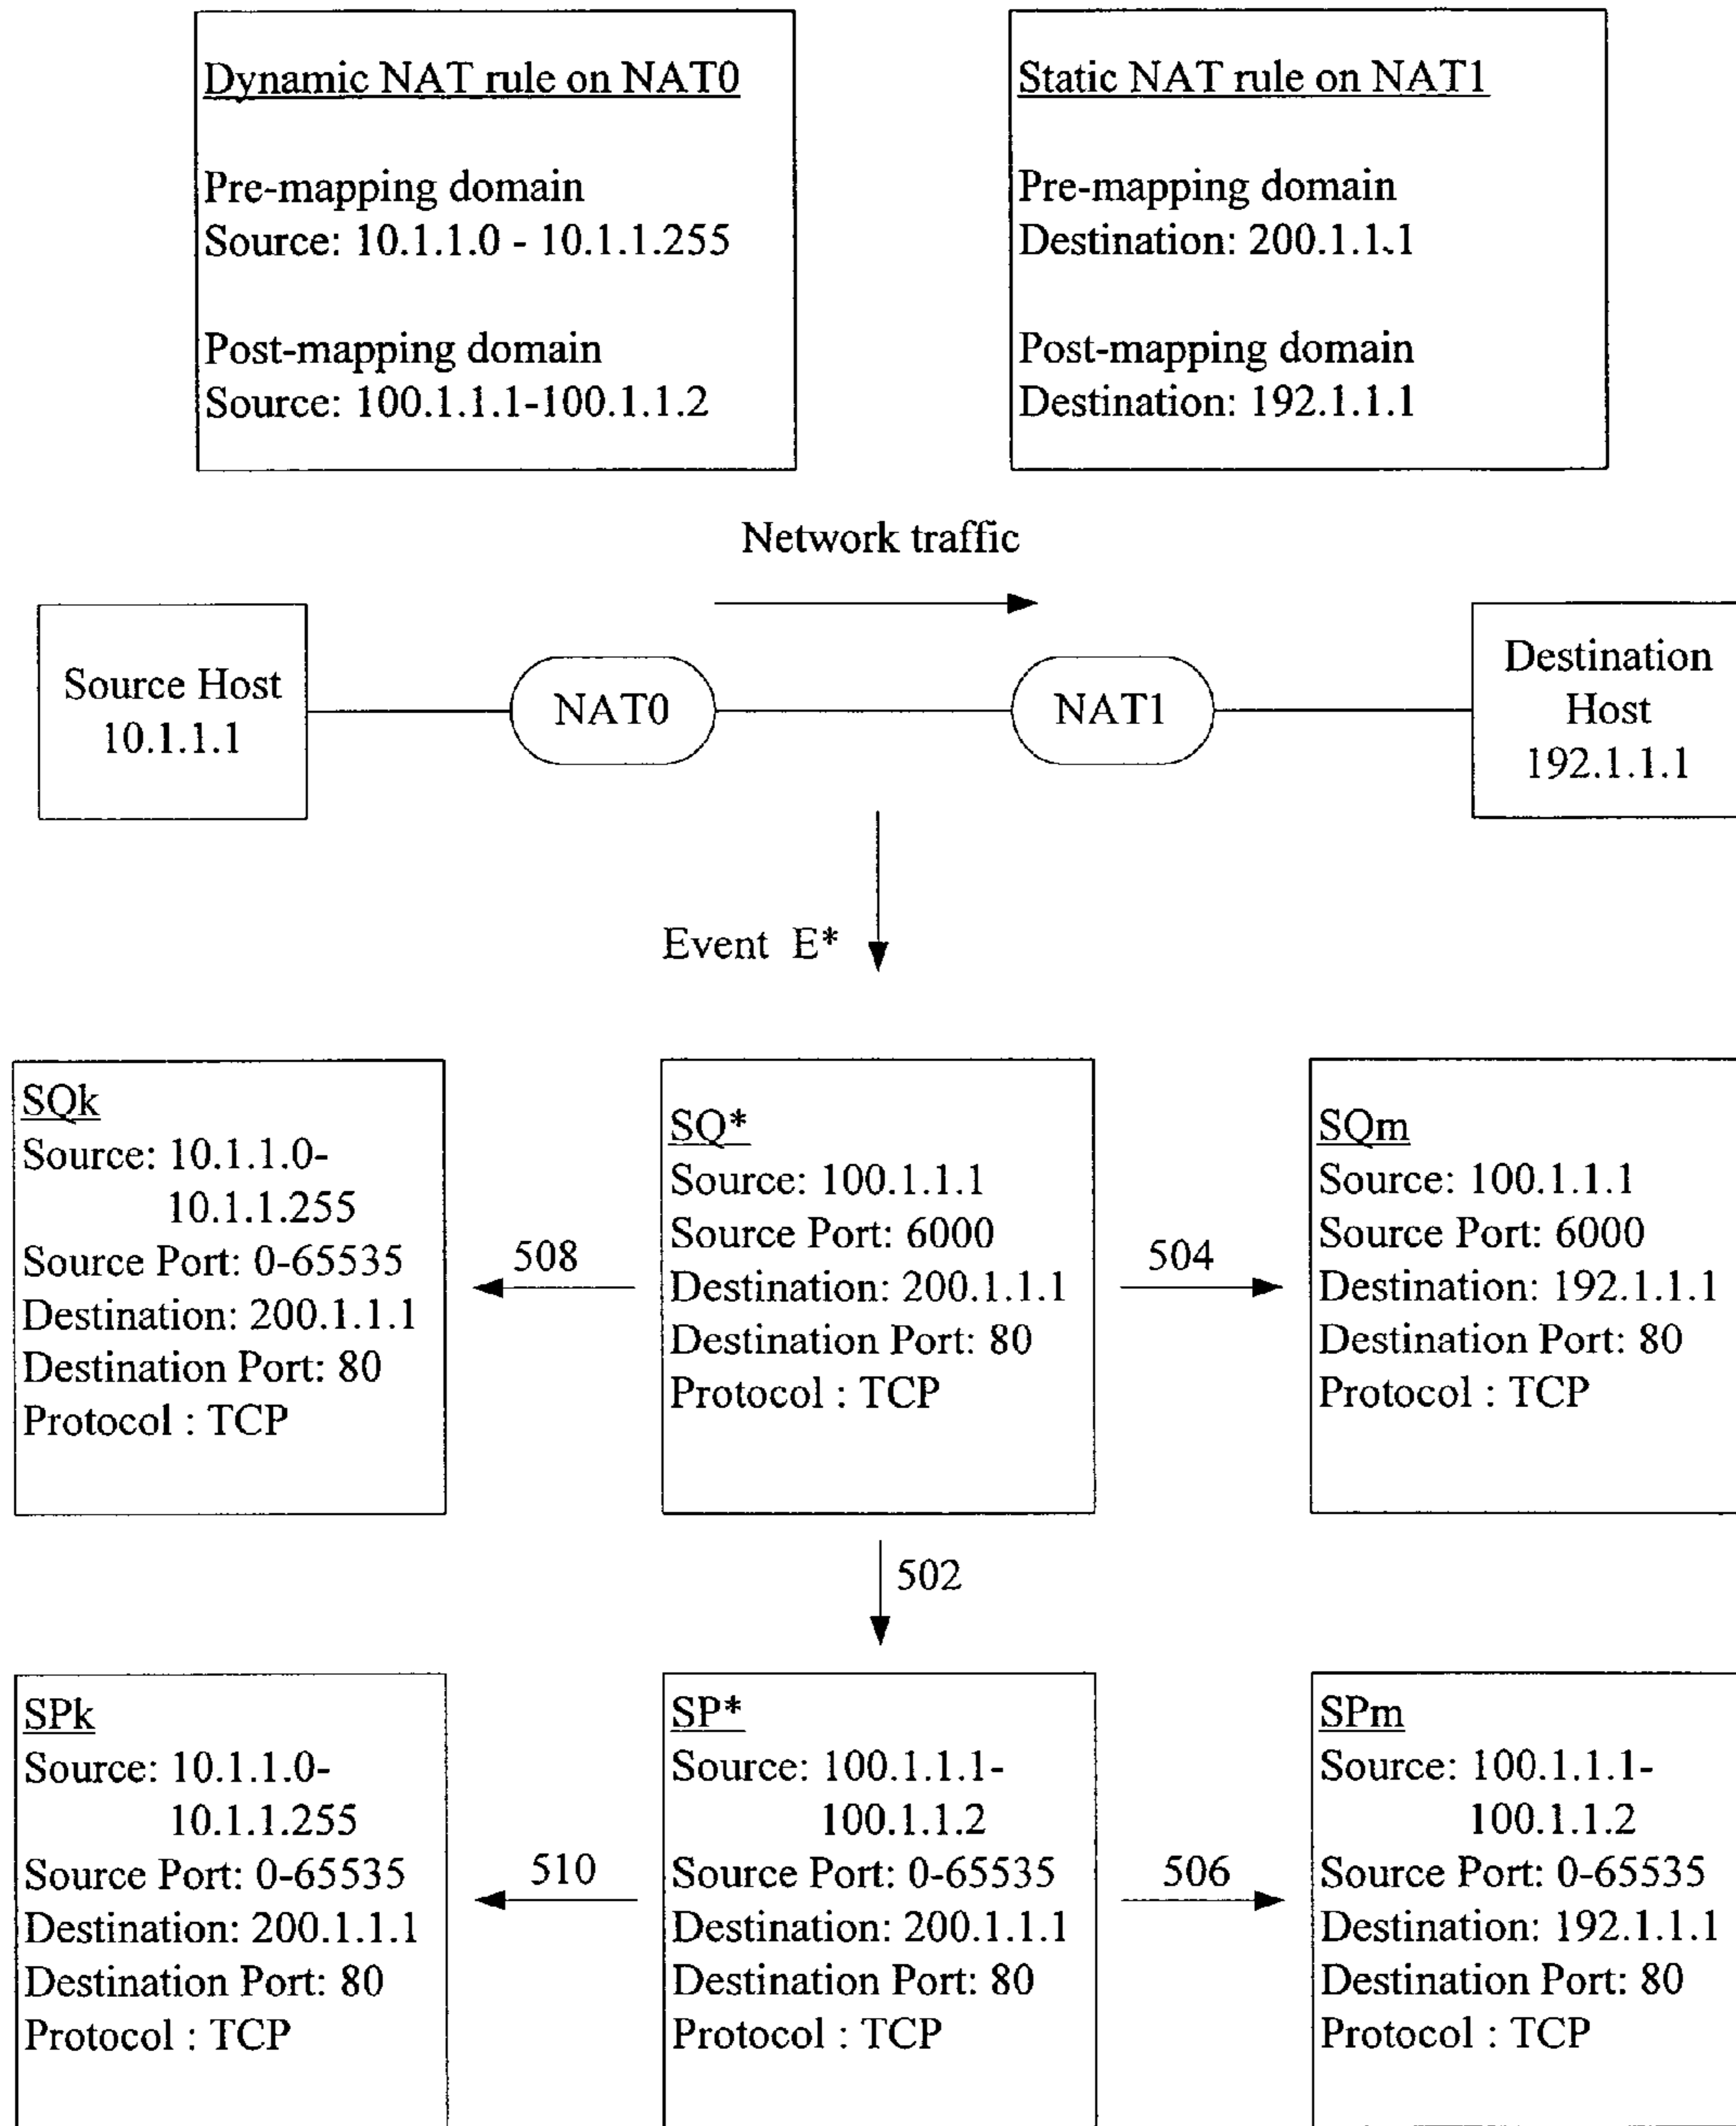 Dynamic NAT rule on NAT0
Pre-mapping domain
Source: 10.1.1.0 - 10.1.1.255
Post-mapping domain
Source: 100.1.1.1-100.1.1.2
Static NAT rule on NAT1
Pre-mapping domain
Destination: 200.1.1.1
Post-mapping domain
Destination: 192.1.1.1
Network traffic
Source Host
10.1.1.1
NAT0
NAT1
Destination
Host
192.1.1.1
Event E*
SQk
Source: 10.1.1.0-
10.1.1.255
Source Port: 0-65535
Destination: 200.1.1.1
Destination Port: 80
Protocol : TCP
508
SQ*
Source: 100.1.1.1
Source Port: 6000
Destination: 200.1.1.1
Destination Port: 80
Protocol : TCP
504
SQm
Source: 100.1.1.1
Source Port: 6000
Destination: 192.1.1.1
Destination Port: 80
Protocol : TCP
502
SPk
Source: 10.1.1.0-
10.1.1.255
Source Port: 0-65535
Destination: 200.1.1.1
Destination Port: 80
Protocol : TCP
510
SP*
Source: 100.1.1.1-
100.1.1.2
Source Port: 0-65535
Destination: 200.1.1.1
Destination Port: 80
Protocol : TCP
506
SPm
Source: 100.1.1.1-
100.1.1.2
Source Port: 0-65535
Destination: 192.1.1.1
Destination Port: 80
Protocol : TCP